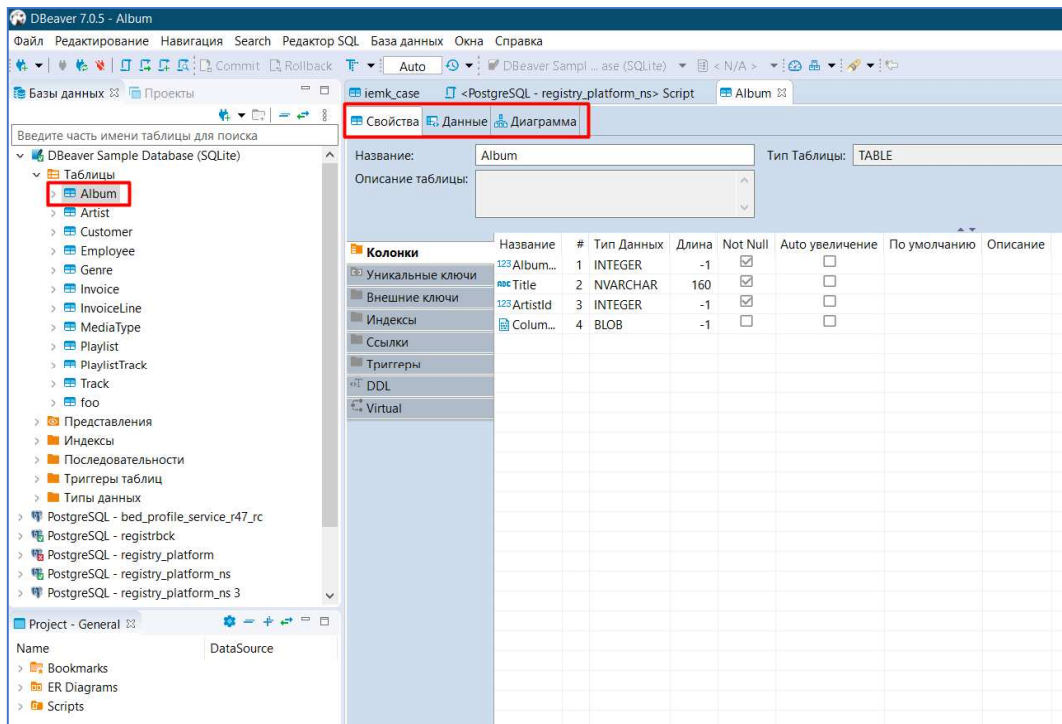 DBeaver 7.0.5 - Album
Файл Редактирование Навигация Search Редактор SQL База данных Окна Справка
Commit Rollback Auto DBeaver Sampl ... ase (SQLite) < N/A >
Базы данных Проекты
iemk_case <PostgreSQL - registry_platform_ns> Script Album
Свойства Данные Диаграмма
Введите часть имени таблицы для поиска
DBeaver Sample Database (SQLite)
Таблицы
Album
Artist
Customer
Employee
Genre
Invoice
InvoiceLine
MediaType
Playlist
PlaylistTrack
Track
foo
Представления
Индексы
Последовательности
Триггеры таблиц
Типы данных
PostgreSQL - bed_profile_service_r47_rc
PostgreSQL - registrbck
PostgreSQL - registry_platform
PostgreSQL - registry_platform_ns
PostgreSQL - registry_platform_ns 3
Project - General
Name DataSource
Bookmarks
ER Diagrams
Scripts
Название: Album Тип Таблицы: TABLE
Описание таблицы:
Колонки
Уникальные ключи
Внешние ключи
Индексы
Ссылки
Триггеры
DDL
Virtual
Название # Тип Данных Длина Not Null Auto увеличение По умолчанию Описание
123 Album... 1 INTEGER -1
ABC Title 2 NVARCHAR 160
123 ArtistId 3 INTEGER -1
Colum... 4 BLOB -1